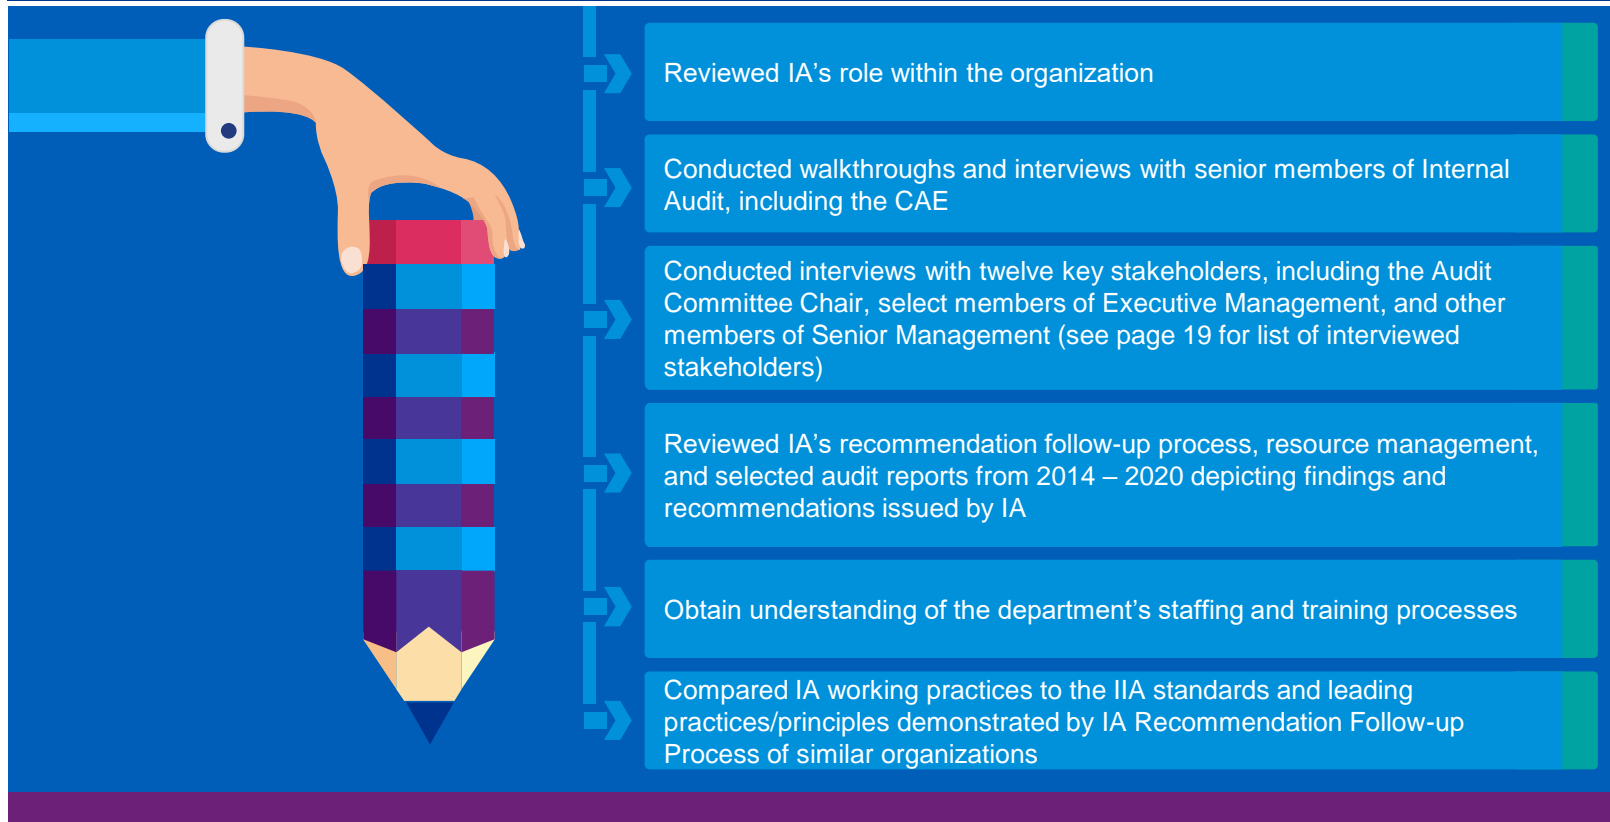 Reviewed IA’s role within the organization
Conducted walkthroughs and interviews with senior members of Internal
Audit, including the CAE
Conducted interviews with twelve key stakeholders, including the Audit
Committee Chair, select members of Executive Management, and other
members of Senior Management (see page 19 for list of interviewed
stakeholders)
Reviewed IA’s recommendation follow-up process, resource management,
and selected audit reports from 2014 – 2020 depicting findings and
recommendations issued by IA
Obtain understanding of the department’s staffing and training processes
Compared IA working practices to the IIA standards and leading
practices/principles demonstrated by IA Recommendation Follow-up
Process of similar organizations